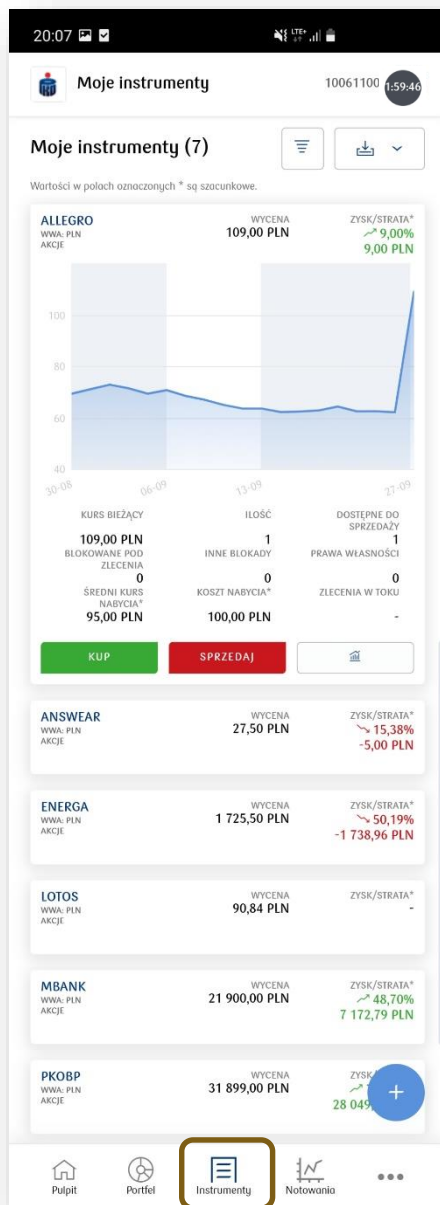 20:07
LTE+
Moje instrumenty
10061100
1:59:46
Moje instrumenty (7)
Wartości w polach oznaczonych * są szacunkowe.
ALLEGRO WYCENA ZYSK/STRATA*
WWA: PLN 109,00 PLN 9,00%
AKCJE 9,00 PLN
100
80
60
40
30-08 06-09 13-09 27-09
KURS BIEŻĄCY ILOŚĆ DOSTĘPNE DO SPRZEDAŻY
109,00 PLN 1 1
BLOKOWANE POD ZLECENIA INNE BLOKADY PRAWA WŁASNOŚCI
0 0 0
ŚREDNI KURS NABYCIA* KOSZT NABYCIA* ZLECENIA W TOKU
95,00 PLN 100,00 PLN -
KUP SPRZEDAJ
ANSWEAR WYCENA ZYSK/STRATA*
WWA: PLN 27,50 PLN 15,38%
AKCJE -5,00 PLN
ENERGA WYCENA ZYSK/STRATA*
WWA: PLN 1 725,50 PLN 50,19%
AKCJE -1 738,96 PLN
LOTOS WYCENA ZYSK/STRATA*
WWA: PLN 90,84 PLN -
AKCJE
MBANK WYCENA ZYSK/STRATA*
WWA: PLN 21 900,00 PLN 48,70%
AKCJE 7 172,79 PLN
PKOBP WYCENA ZYSK
WWA: PLN 31 899,00 PLN
AKCJE 28 049
+
Pulpit Portfel Instrumenty Notowania